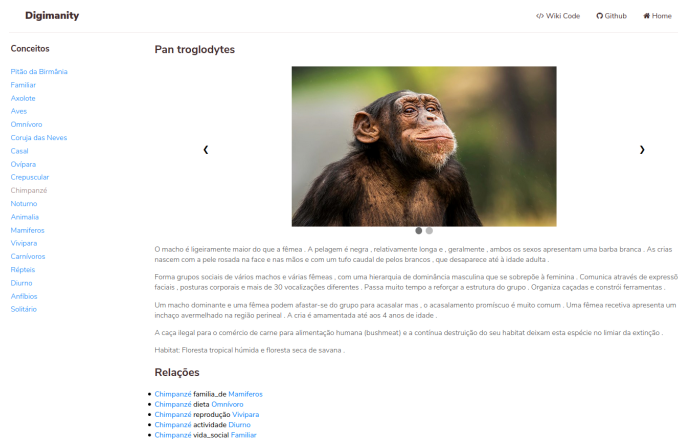 Digimanity
</> Wiki Code
Github
Home
Conceitos
Pitão da Birmânia
Familiar
Axolote
Aves
Omnívoro
Coruja das Neves
Casal
Ovípara
Crepuscular
Chimpanzé
Noturno
Animalia
Mamíferos
Vivípara
Carnívoros
Répteis
Diurno
Anfíbios
Solitário
Pan troglodytes
O macho é ligeiramente maior do que a fêmea . A pelagem é negra , relativamente longa e , geralmente , ambos os sexos apresentam uma barba branca . As crias
nascem com a pele rosada na face e nas mãos e com um tufo caudal de pelos brancos , que desaparece até à idade adulta .
Forma grupos sociais de vários machos e várias fêmeas , com uma hierarquia de dominância masculina que se sobrepõe à feminina . Comunica através de expressõ
faciais , posturas corporais e mais de 30 vocalizações diferentes . Passa muito tempo a reforçar a estrutura do grupo . Organiza caçadas e constrói ferramentas .
Um macho dominante e uma fêmea podem afastar-se do grupo para acasalar mas , o acasalamento promíscuo é muito comum . Uma fêmea recetiva apresenta um
inchaço avermelhado na região perineal . A cria é amamentada até aos 4 anos de idade .
A caça ilegal para o comércio de carne para alimentação humana (bushmeat) e a contínua destruição do seu habitat deixam esta espécie no limiar da extinção .
Habitat: Floresta tropical húmida e floresta seca de savana .
Relações
Chimpanzé familia_de Mamíferos
Chimpanzé dieta Omnívoro
Chimpanzé reprodução Vivípara
Chimpanzé actividade Diurno
Chimpanzé vida_social Familiar